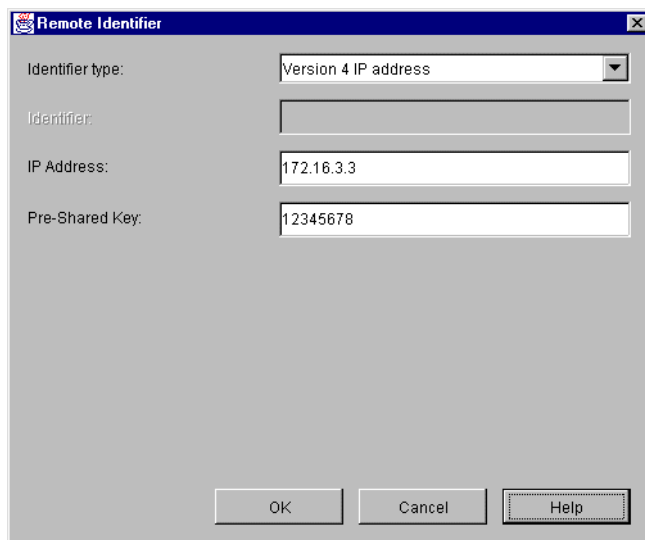 Remote Identifier
Identifier type: Version 4 IP address
Identifier:
IP Address: 172.16.3.3
Pre-Shared Key: 12345678
OK Cancel Help